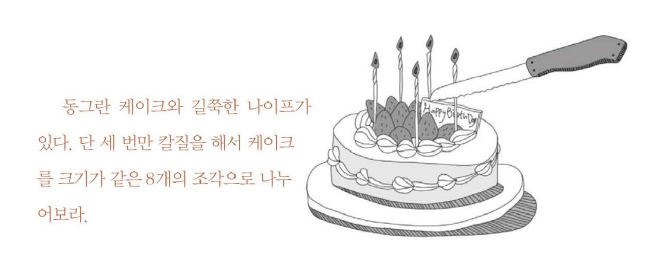 동그란 케이크와 길쭉한 나이프가
있다. 단 세 번만 칼질을 해서 케이크
를 크기가 같은 8개의 조각으로 나누
어보라.
Happy Birthday